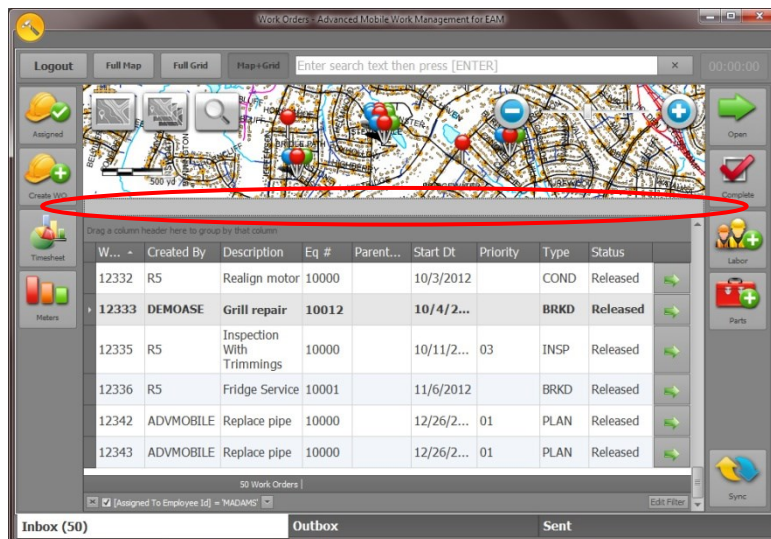 Work Orders - Advanced Mobile Work Management for EAM
Logout Full Map Full Grid Map+Grid Enter search text then press [ENTER] × 00:00:00
Assigned
Create WO
Timesheet
Meters
500 yd
BRIDGE PATH
Open
Complete
Labor
Parts
Sync
Drag a column header here to group by that column
W... Created By Description Eq # Parent... Start Dt Priority Type Status
12332 R5 Realign motor 10000 10/3/2012 COND Released
12333 DEMOASE Grill repair 10012 10/4/2... BRKD Released
12335 R5 Inspection With Trimmings 10000 10/11/2... 03 INSP Released
12336 R5 Fridge Service 10001 11/6/2012 BRKD Released
12342 ADVMOBILE Replace pipe 10000 12/26/2... 01 PLAN Released
12343 ADVMOBILE Replace pipe 10000 12/26/2... 01 PLAN Released
50 Work Orders
[Assigned To Employee Id] = 'MADAMS' Edit Filter
Inbox (50) Outbox Sent